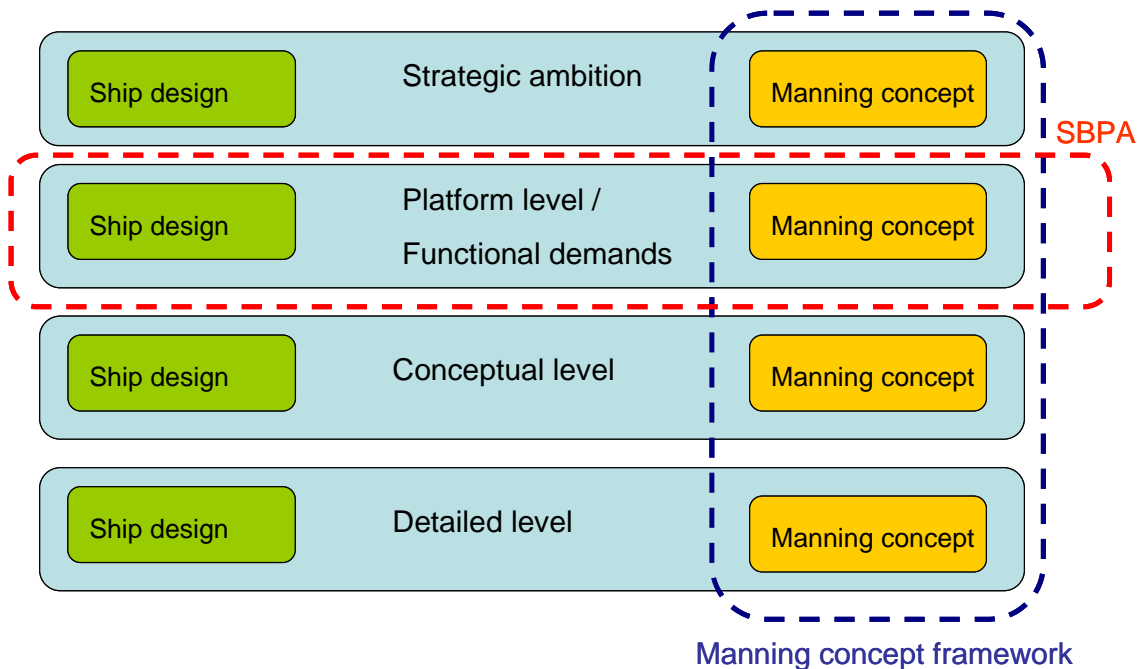 Ship design
Strategic ambition
Manning concept
SBPA
Ship design
Platform level /
Functional demands
Manning concept
Ship design
Conceptual level
Manning concept
Ship design
Detailed level
Manning concept
Manning concept framework